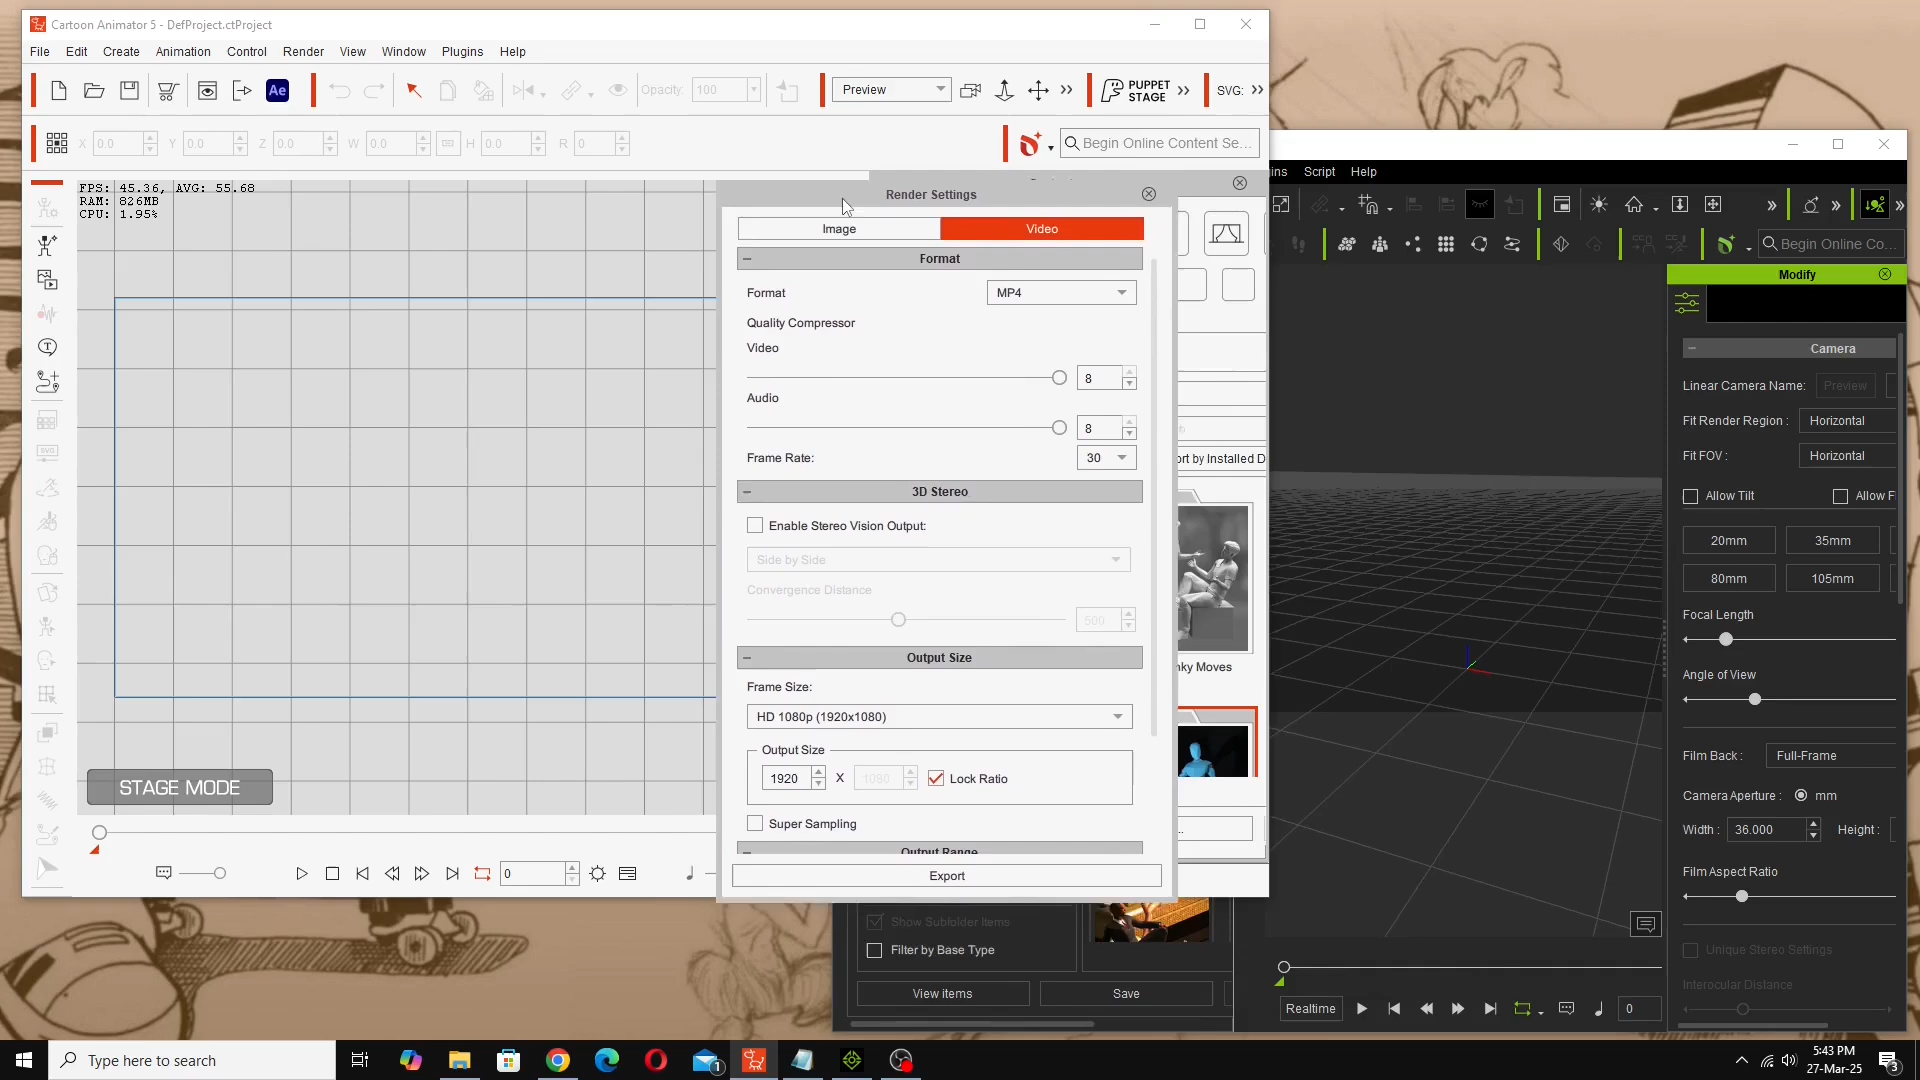 Cartoon Animator 5 - DefProject.ctProject
File Edit Create Animation Control Render View Window Plugins Help
Ae
Opacity: 100
Preview
PUPPET STAGE
SVG:
X 0.0 Y 0.0 Z 0.0 W 0.0 H 0.0 R 0
Begin Online Content Se...
FPS: 45.36, AVG: 55.68
RAM: 826MB
CPU: 1.95%
Render Settings
Image Video
Format
Format MP4
Quality Compressor
Video
8
Audio
8
Frame Rate: 30
3D Stereo
Enable Stereo Vision Output:
Side by Side
Convergence Distance
500
Output Size
Frame Size:
HD 1080p (1920x1080)
Output Size
1920 X 1080 Lock Ratio
Super Sampling
Output Range
Export
STAGE MODE
0
ort by Installed D
nky Moves
Show Subfolder Items
Filter by Base Type
View items Save
ins Script Help
Begin Online Co...
Modify
Camera
Linear Camera Name: Preview
Fit Render Region : Horizontal
Fit FOV : Horizontal
Allow Tilt Allow F
20mm 35mm
80mm 105mm
Focal Length
Angle of View
Film Back : Full-Frame
Camera Aperture : mm
Width : 36.000 Height :
Film Aspect Ratio
Unique Stereo Settings
Interocular Distance
Realtime 0
Type here to search
1
5:43 PM
27-Mar-25
3